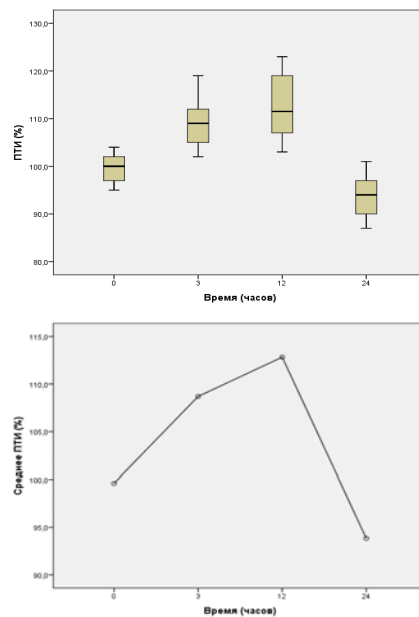 130,0
120,0
110,0
100,0
90,0
80,0
ПТИ (%)
0 3 12 24
Время (часов)
115,0
110,0
105,0
100,0
95,0
90,0
Среднее ПТИ (%)
0 3 12 24
Время (часов)